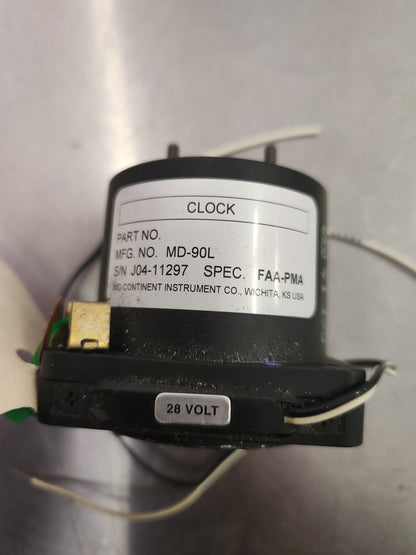 CLOCK
PART NO.
MFG. NO. MD-90L
S/N J04-11297 SPEC. FAA-PMA
MID-CONTINENT INSTRUMENT CO., WICHITA, KS USA
28 VOLT